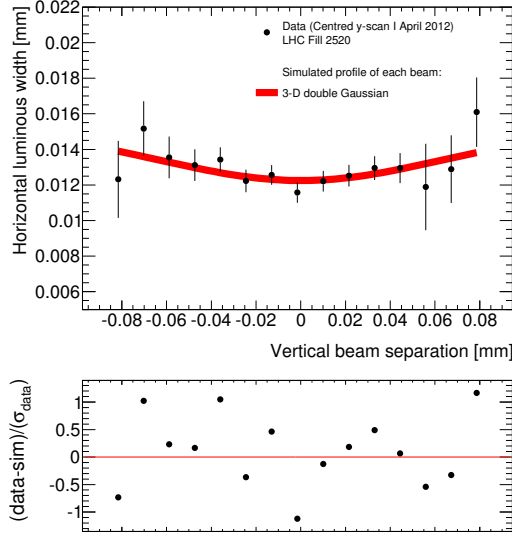 Horizontal luminous width [mm]
0.022
0.02
0.018
0.016
0.014
0.012
0.01
0.008
0.006
Data (Centred y-scan I April 2012)
LHC Fill 2520
Simulated profile of each beam:
3-D double Gaussian
-0.08 -0.06 -0.04 -0.02 0 0.02 0.04 0.06 0.08
Vertical beam separation [mm]
(data-sim)/(σdata)
1
0.5
0
-0.5
-1